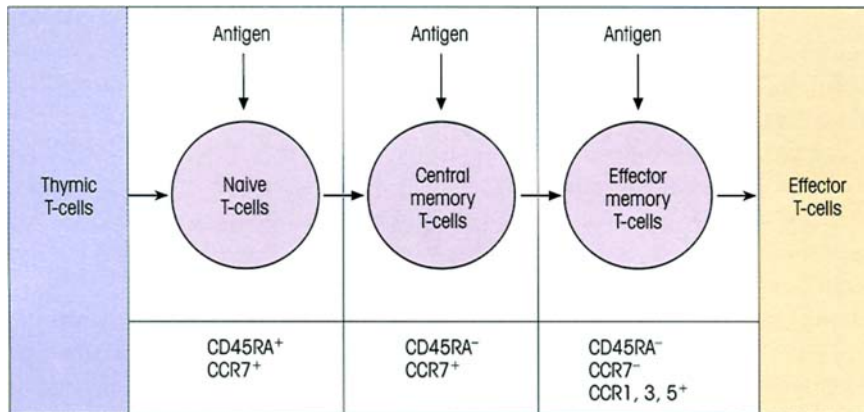 Antigen
Antigen
Antigen
Thymic
T-cells
Naive
T-cells
Central
memory
T-cells
Effector
memory
T-cells
Effector
T-cells
CD45RA⁺
CCR7⁺
CD45RA⁻
CCR7⁺
CD45RA⁻
CCR7⁻
CCR1, 3, 5⁺